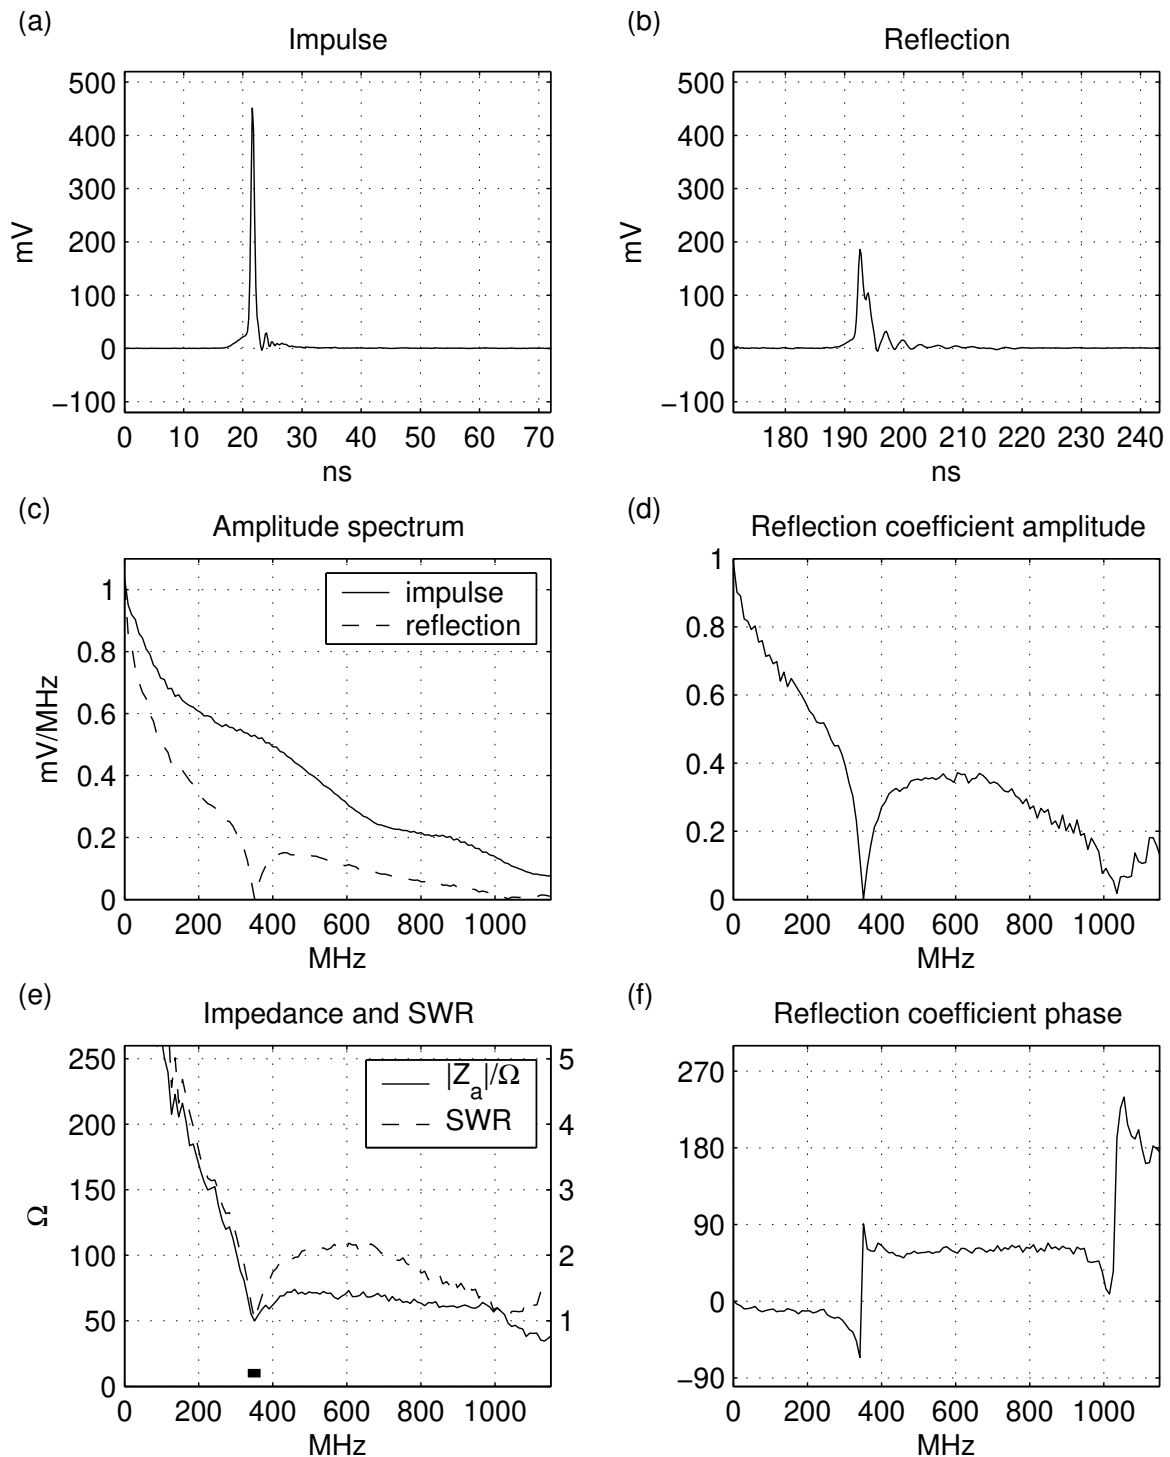 (a)
Impulse
500
400
300
200
100
0
−100
mV
0 10 20 30 40 50 60 70
ns
(b)
Reflection
500
400
300
200
100
0
−100
mV
180 190 200 210 220 230 240
ns
(c)
Amplitude spectrum
impulse
reflection
1
0.8
0.6
0.4
0.2
0
mV/MHz
0 200 400 600 800 1000
MHz
(d)
Reflection coefficient amplitude
1
0.8
0.6
0.4
0.2
0
0 200 400 600 800 1000
MHz
(e)
Impedance and SWR
|Z_a|/Ω
SWR
250
200
150
100
50
0
Ω
5
4
3
2
1
0 200 400 600 800 1000
MHz
(f)
Reflection coefficient phase
270
180
90
0
−90
0 200 400 600 800 1000
MHz